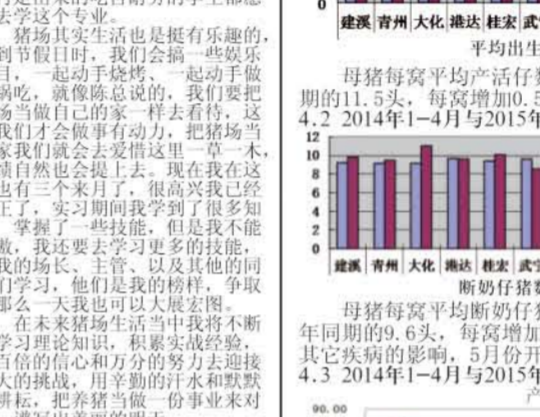 去学这个专业。
猪场其实生活也是挺有乐趣的，
到节假日时，我们会搞一些娱乐
目，一起动手烧烤、一起动手做
锅吃，就像陈总说的，我们要把
场当做自己的家一样去看待，这
我们才会做事有动力，把猪场当
家我们就会去爱惜这里一草一木，
绩自然也会提上去。现在我在这
也有三个来月了，很高兴我已经
正了，实习期间我学到了很多知
掌握了一些技能，但是我不能
傲，我还要去学习更多的技能，
我的场长、主管、以及其他的同
们学习，他们是我的榜样，争取
那么一天我也可以大展宏图。
在未来猪场生活当中我将不断
学习理论知识，积累实战经验，
百倍的信心和万分的努力去迎接
大的挑战，用辛勤的汗水和默默
耕耘，把养猪当做一份事业来对
0
建溪 青州 大化 港达 桂宏 武
平均出生
母猪每窝平均产活仔
期的11.5头，每窝增加0.
4.2 2014年1-4月与2015年
12
10
8
6
4
2
0
建溪 青州 大化 港达 桂宏 武
断奶仔猪
母猪每窝平均断奶仔
年同期的9.6头，每窝增加
其它疾病的影响，5月份开
4.3 2014年1-4月与2015年
产
90.00